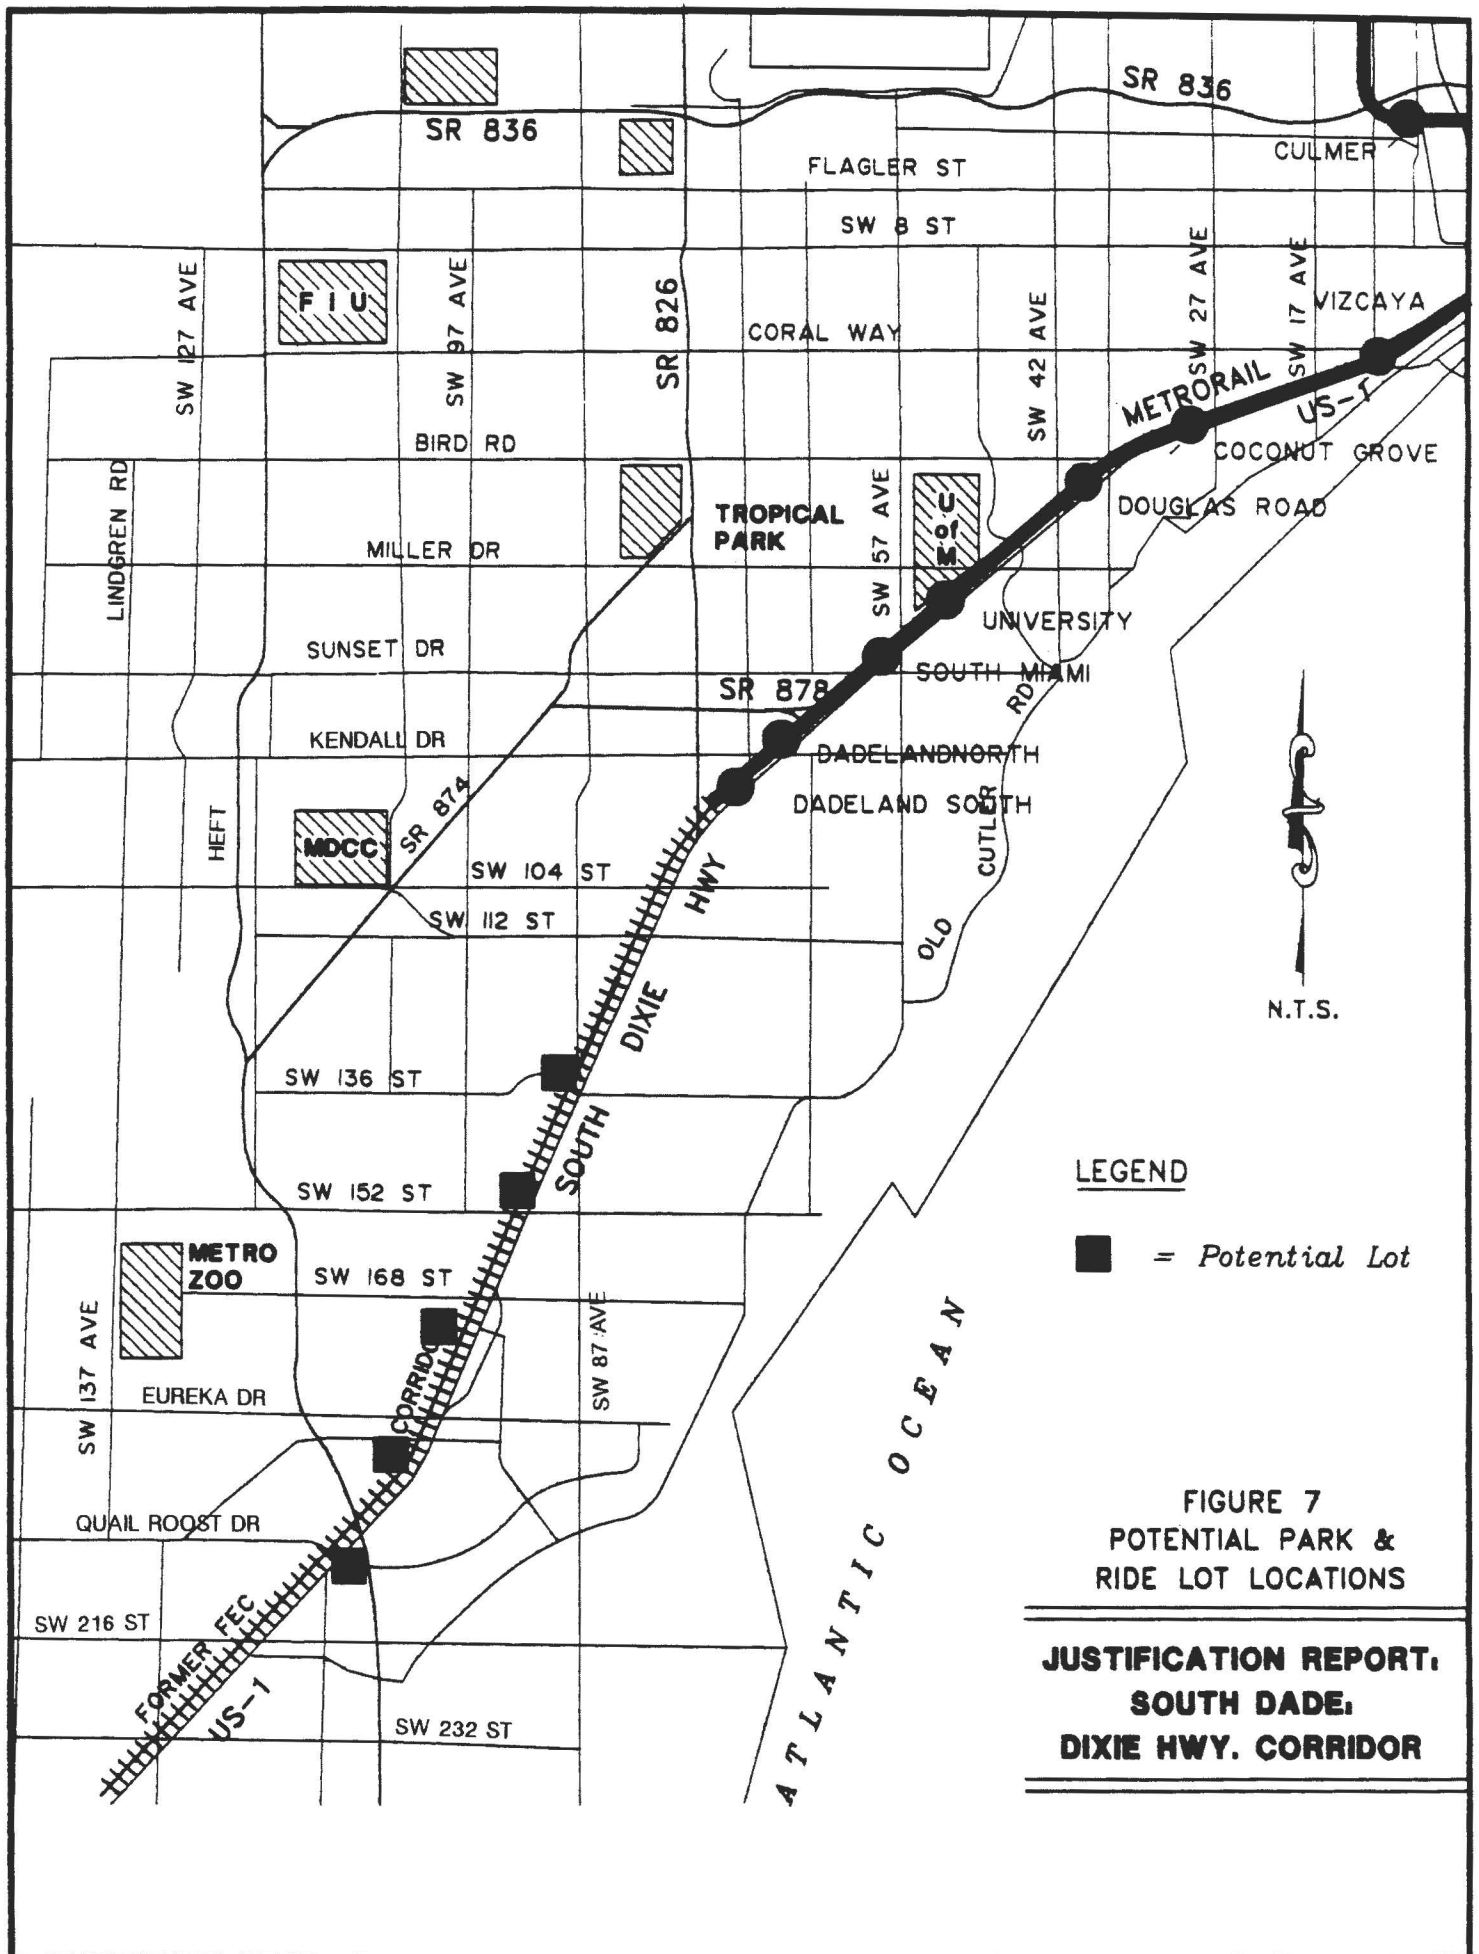 SR 836
SR 836
CULMER
FLAGLER ST
SW 8 ST
SW 127 AVE
F I U
SW 97 AVE
SR 826
CORAL WAY
SW 42 AVE
SW 27 AVE
SW 17 AVE
VIZCAYA
METRORAIL
US-1
BIRD RD
COCONUT GROVE
LINDGREN RD
TROPICAL
PARK
SW 57 AVE
U
of
M
DOUGLAS ROAD
MILLER DR
UNIVERSITY
SUNSET DR
SOUTH MIAMI
SR 878
KENDALL DR
DADELANDNORTH
DADELAND SOUTH
OLD CUTLER RD
HEFT
MDCC
SR 874
SW 104 ST
SW 112 ST
SOUTH DIXIE HWY
N.T.S.
SW 136 ST
SW 152 ST
LEGEND
= Potential Lot
METRO
ZOO
SW 168 ST
SW 137 AVE
SW 87 AVE
EUREKA DR
QUAIL ROOST DR
FORMER FEC
US-1
SW 216 ST
SW 232 ST
ATLANTIC OCEAN
FIGURE 7
POTENTIAL PARK &
RIDE LOT LOCATIONS
JUSTIFICATION REPORT:
SOUTH DADE:
DIXIE HWY. CORRIDOR